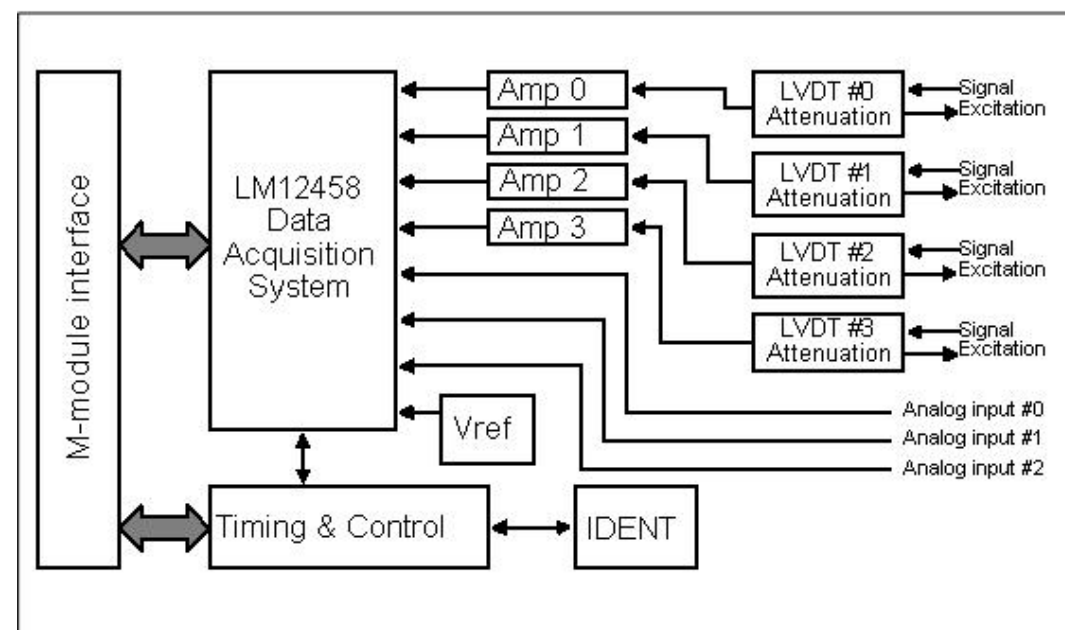 M-module interface
LM12458
Data
Acquisition
System
Amp 0
Amp 1
Amp 2
Amp 3
LVDT #0
Attenuation
Signal
Excitation
LVDT #1
Attenuation
Signal
Excitation
LVDT #2
Attenuation
Signal
Excitation
LVDT #3
Attenuation
Signal
Excitation
Analog input #0
Analog input #1
Analog input #2
Vref
Timing & Control
IDENT